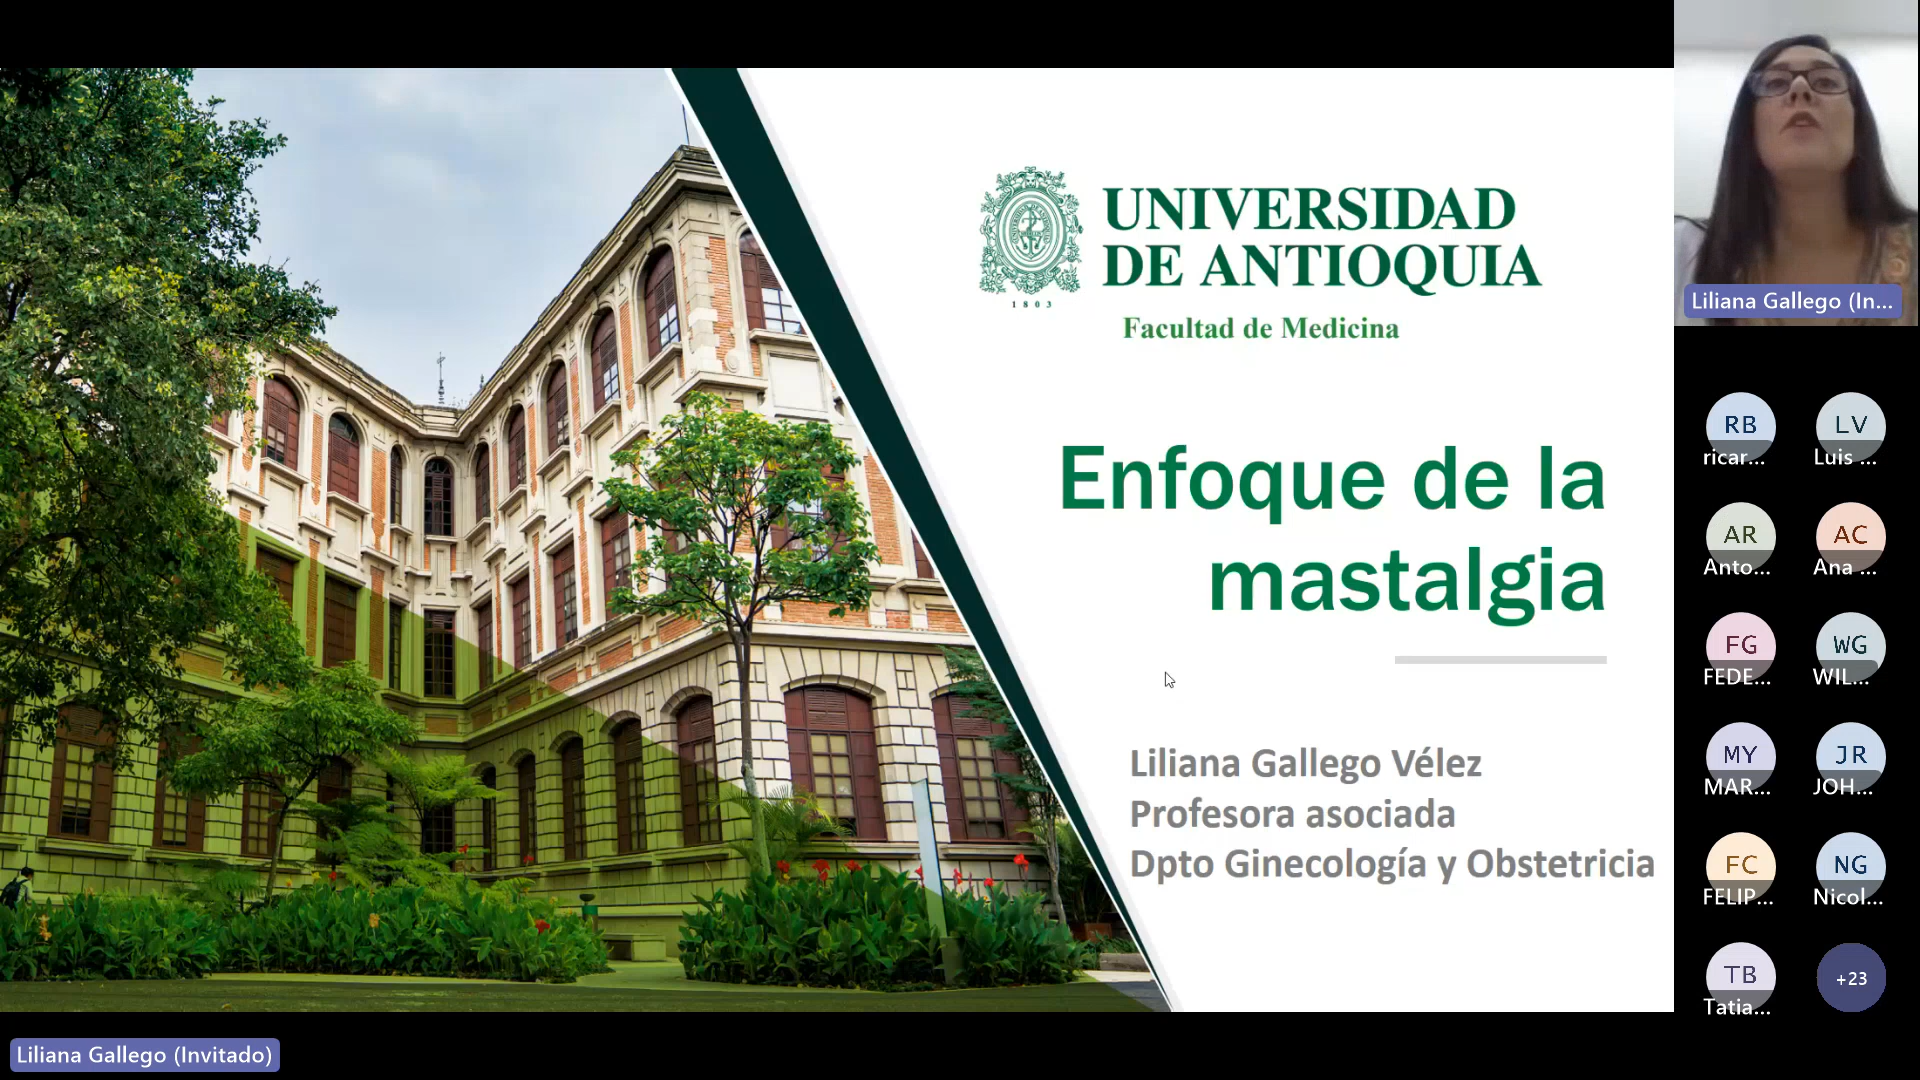 UNIVERSIDAD
DE ANTIOQUIA
1803
Facultad de Medicina
Enfoque de la
mastalgia
Liliana Gallego Vélez
Profesora asociada
Dpto Ginecología y Obstetricia
Liliana Gallego (In...
RB
ricar...
LV
Luis ...
AR
Anto...
AC
Ana ...
FG
FEDE...
WG
WIL...
MY
MAR...
JR
JOH...
FC
FELIP...
NG
Nicol...
TB
Tatia...
+23
Liliana Gallego (Invitado)